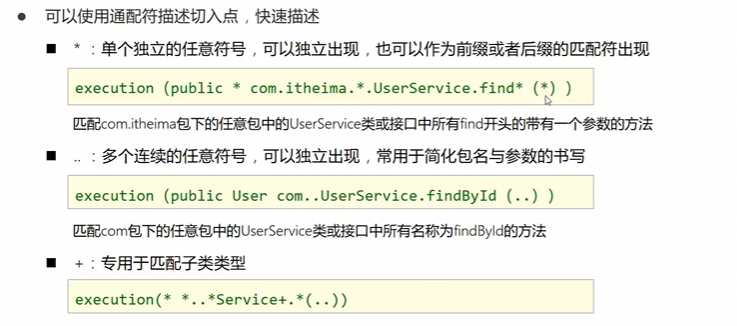 ● 可以使用通配符描述切入点，快速描述
■ * ：单个独立的任意符号，可以独立出现，也可以作为前缀或者后缀的匹配符出现
execution (public * com.itheima.*.UserService.find* (*) )
匹配com.itheima包下的任意包中的UserService类或接口中所有find开头的带有一个参数的方法
■ .. ：多个连续的任意符号，可以独立出现，常用于简化包名与参数的书写
execution (public User com..UserService.findById (..) )
匹配com包下的任意包中的UserService类或接口中所有名称为findById的方法
■ + ：专用于匹配子类类型
execution(* *..*Service+.*(..))